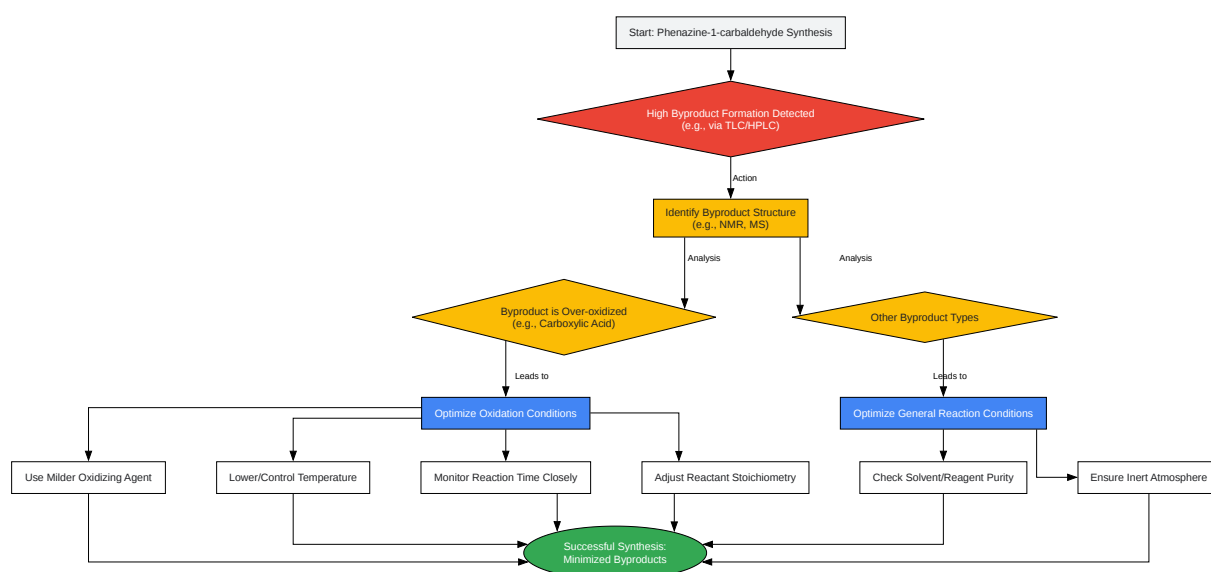 Start: Phenazine-1-carbaldehyde Synthesis
High Byproduct Formation Detected
(e.g., via TLC/HPLC)
Action
Identify Byproduct Structure
(e.g., NMR, MS)
Analysis
Analysis
Byproduct is Over-oxidized
(e.g., Carboxylic Acid)
Other Byproduct Types
Leads to
Leads to
Optimize Oxidation Conditions
Optimize General Reaction Conditions
Use Milder Oxidizing Agent
Lower/Control Temperature
Monitor Reaction Time Closely
Adjust Reactant Stoichiometry
Check Solvent/Reagent Purity
Ensure Inert Atmosphere
Successful Synthesis:
Minimized Byproducts